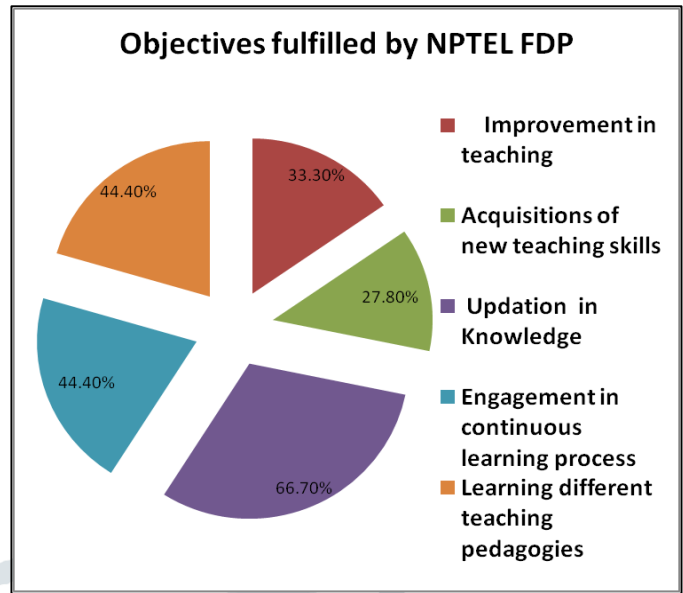 Objectives fulfilled by NPTEL FDP
33.30%
27.80%
66.70%
44.40%
44.40%
Improvement in
teaching
Acquisitions of
new teaching skills
Updation in
Knowledge
Engagement in
continuous
learning process
Learning different
teaching
pedagogies